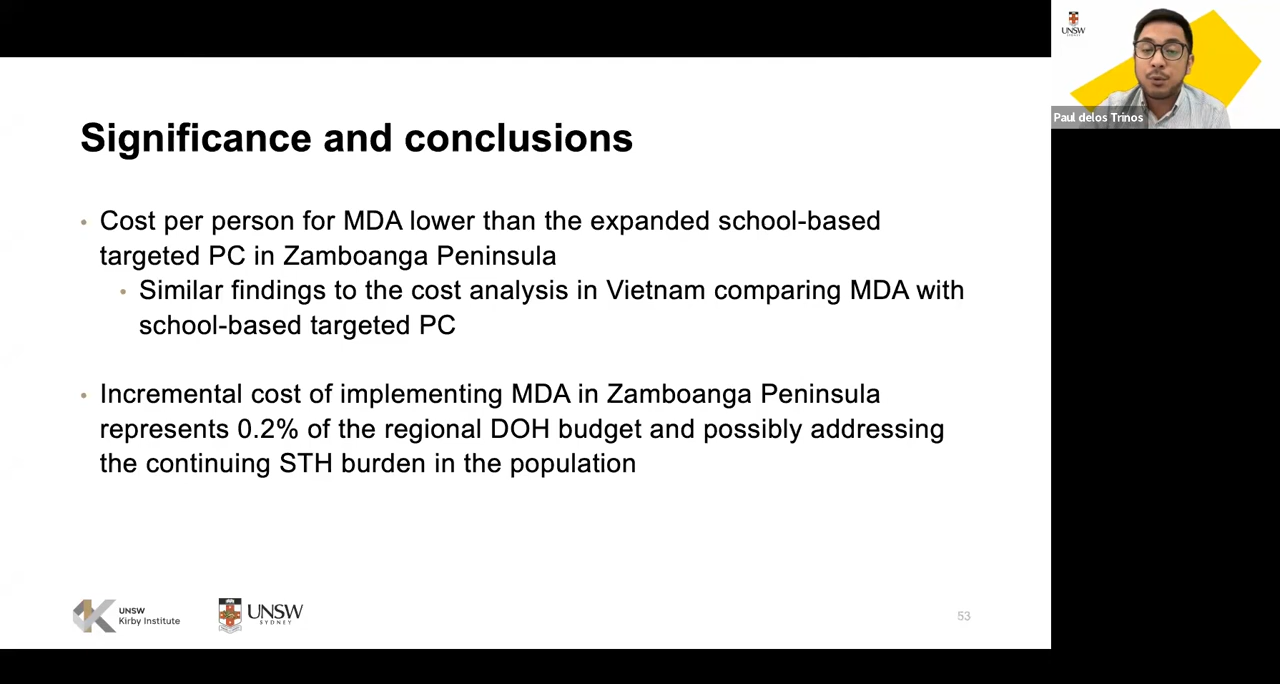 Significance and conclusions
• Cost per person for MDA lower than the expanded school-based
targeted PC in Zamboanga Peninsula
• Similar findings to the cost analysis in Vietnam comparing MDA with
school-based targeted PC
• Incremental cost of implementing MDA in Zamboanga Peninsula
represents 0.2% of the regional DOH budget and possibly addressing
the continuing STH burden in the population
UNSW
Kirby Institute
UNSW
SYDNEY
53
UNSW
SYDNEY
Paul delos Trinos